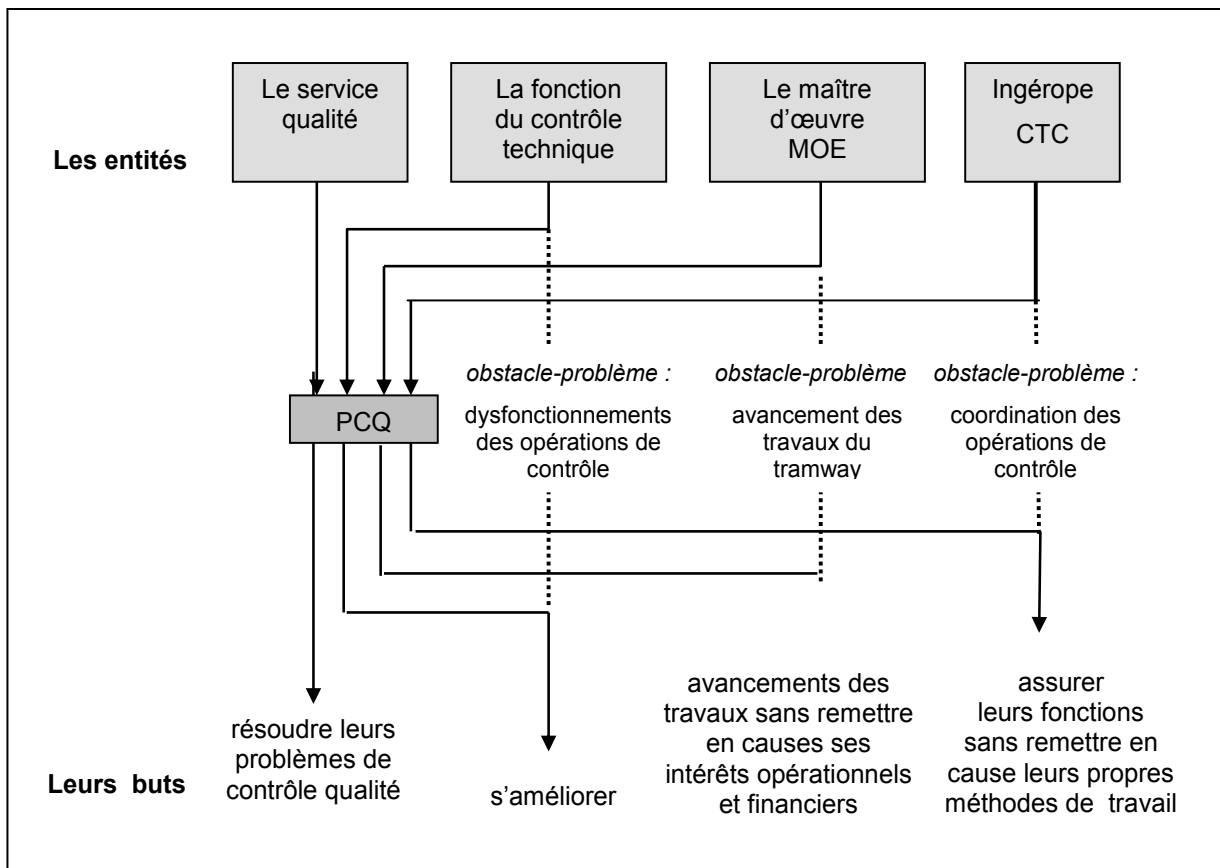 Le service
qualité
La fonction
du contrôle
technique
Le maître
d'œuvre
MOE
Ingérope
CTC
Les entités
obstacle-problème :
dysfonctionnements
des opérations de
contrôle
obstacle-problème
avancement des
travaux du
tramway
obstacle-problème :
coordination des
opérations de
contrôle
PCQ
Leurs buts
résoudre leurs
problèmes de
contrôle qualité
s'améliorer
avancements des
travaux sans remettre
en causes ses
intérêts opérationnels
et financiers
assurer
leurs fonctions
sans remettre en
cause leurs propres
méthodes de travail